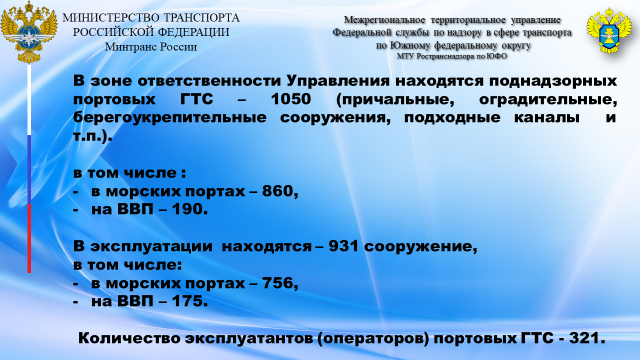 МИНИСТЕРСТВО ТРАНСПОРТА
РОССИЙСКОЙ ФЕДЕРАЦИИ
Минтранс России
Межрегиональное территориальное управление
Федеральной службы по надзору в сфере транспорта
по Южному федеральному округу
МТУ Ространснадзора по ЮФО
В зоне ответственности Управления находятся поднадзорных
портовых ГТС – 1050 (причальные, оградительные,
берегоукрепительные сооружения, подходные каналы и
т.п.).
в том числе :
- в морских портах – 860,
- на ВВП – 190.
В эксплуатации находятся – 931 сооружение,
в том числе:
- в морских портах – 756,
- на ВВП – 175.
Количество эксплуатантов (операторов) портовых ГТС - 321.